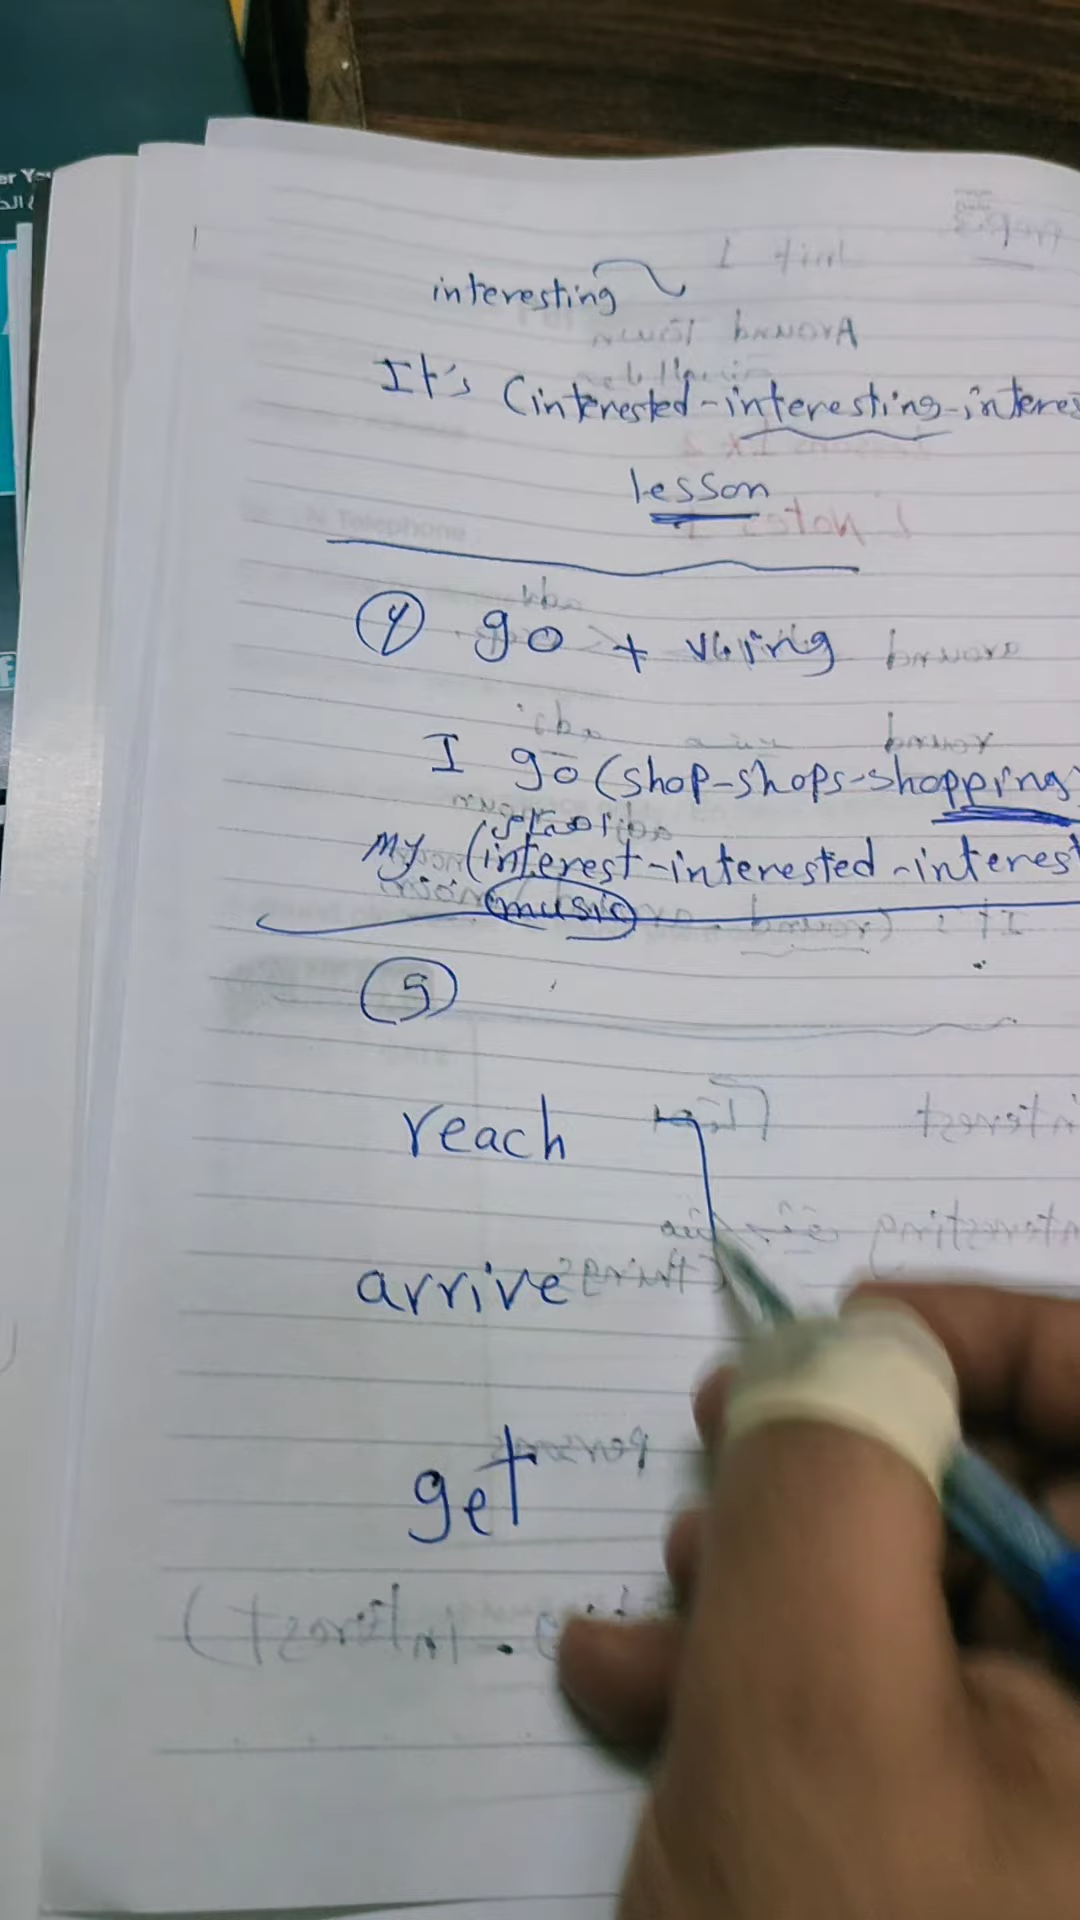 interesting
It's (interested-interesting-interes
lesson
④ go + v.ing
I go (shop-shops-shopping)
My (interest-interested-interest
music
⑤
reach
arrive
get